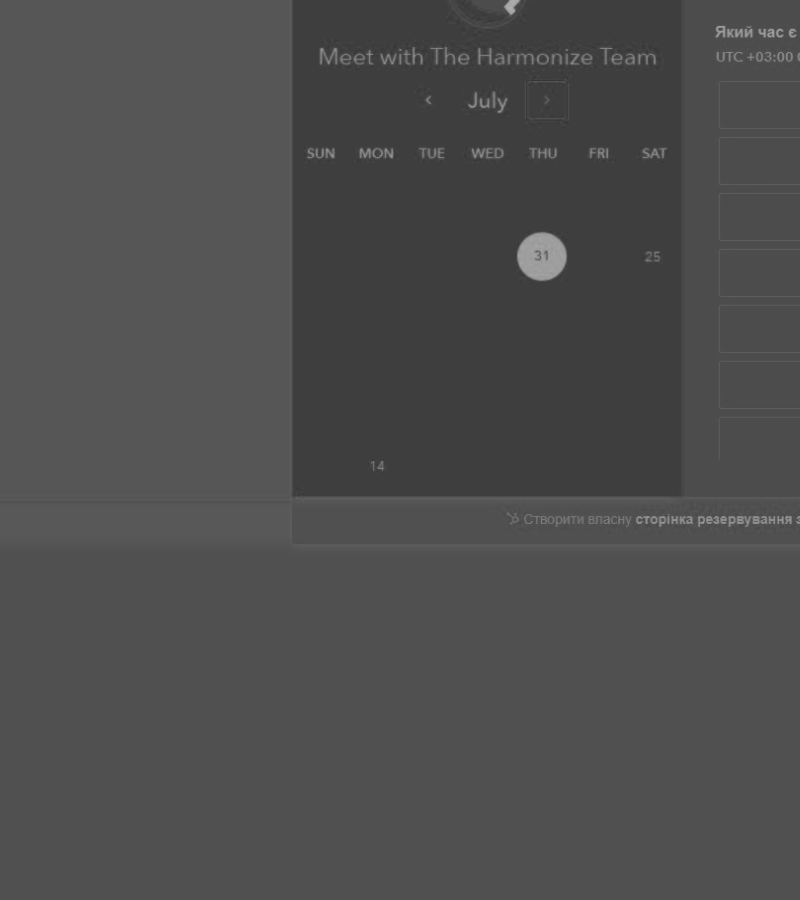 Meet with The Harmonize Team
‹ July ›
SUN MON TUE WED THU FRI SAT
31 25
14
Який час є
UTC +03:00
Створити власну сторінка резервування з